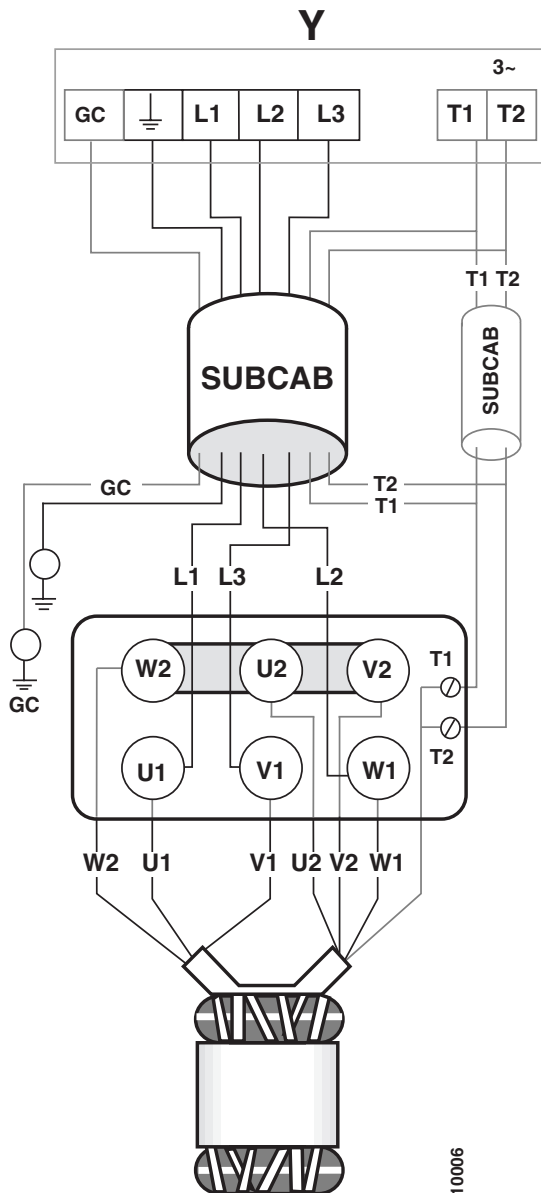 Y
3~
GC L1 L2 L3 T1 T2
T1 T2
SUBCAB
SUBCAB
GC
T2
T1
L1 L3 L2
W2 U2 V2
T1
GC
U1 V1 W1
T2
W2 U1 V1 U2 V2 W1
10006